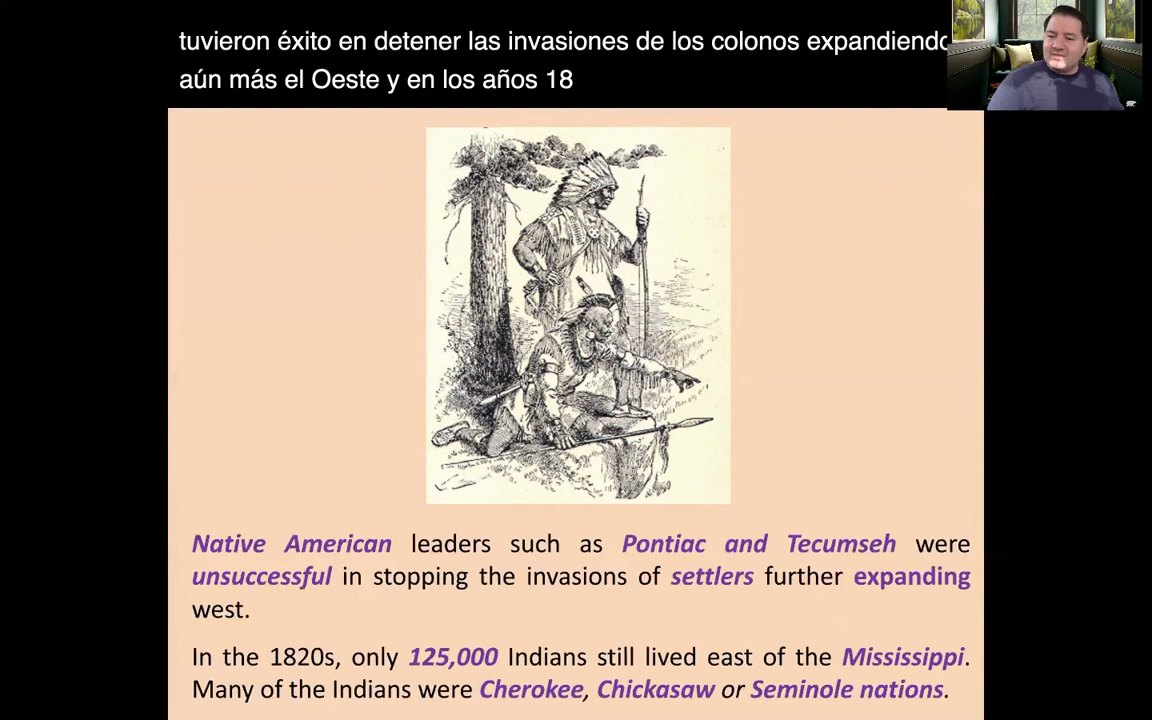 tuvieron éxito en detener las invasiones de los colonos expandiendo
aún más el Oeste y en los años 18
Native American leaders such as Pontiac and Tecumseh were
unsuccessful in stopping the invasions of settlers further expanding
west.
In the 1820s, only 125,000 Indians still lived east of the Mississippi.
Many of the Indians were Cherokee, Chickasaw or Seminole nations.